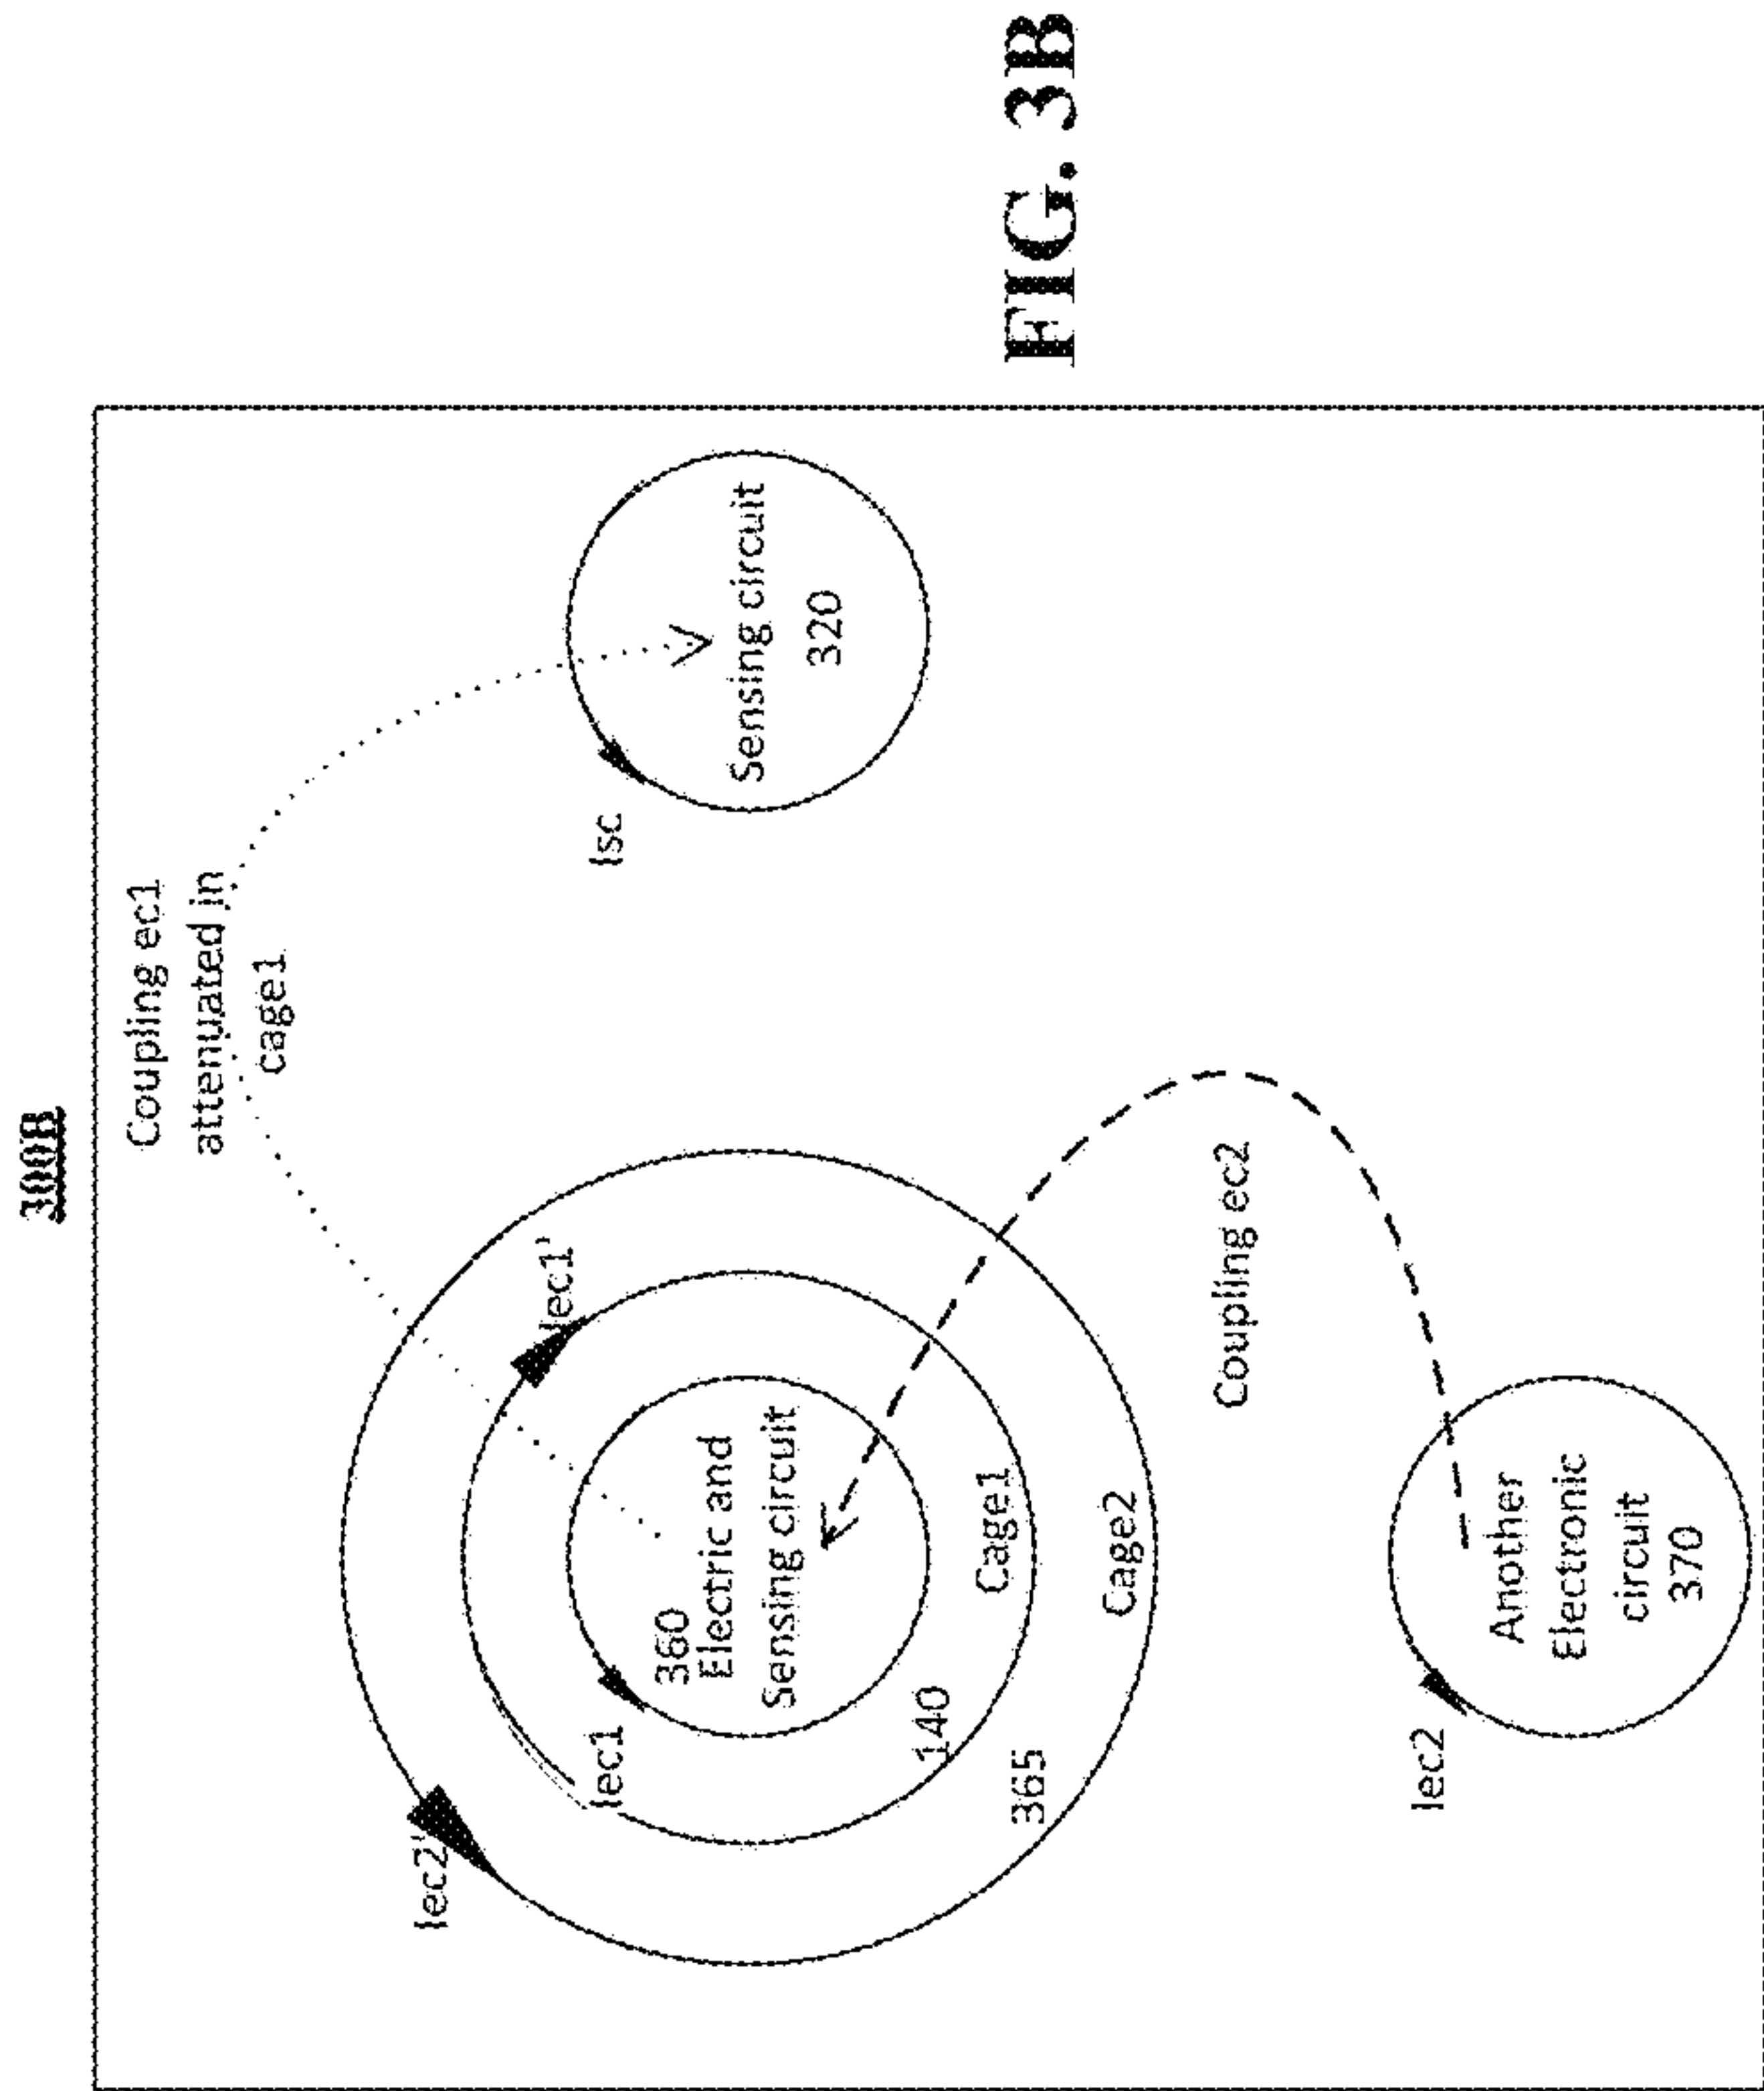 300B
Coupling ec1
attenuated in
cage1
Iec2'
Iec1'
Iec1
360
Electric and
Sensing circuit
140
Cage1
365
Cage2
Isc
Sensing circuit
320
Coupling ec2
Iec2
Another
Electronic
circuit
370
FIG. 3B